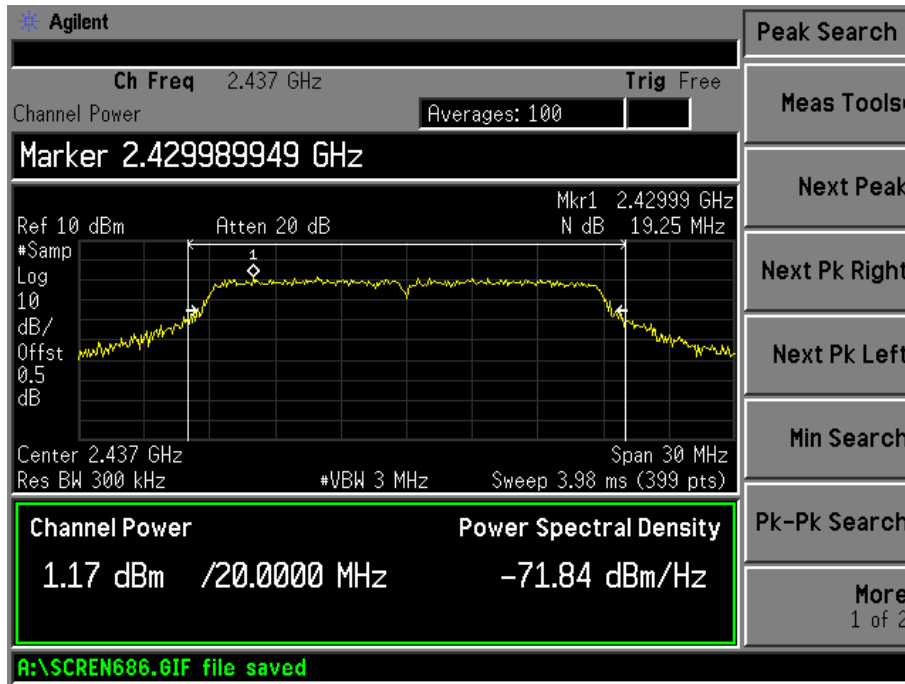 Agilent
Peak Search
Ch Freq 2.437 GHz Trig Free
Channel Power Averages: 100
Meas Tools
Marker 2.429989949 GHz
Next Peak
Mkr1 2.42999 GHz
Ref 10 dBm Atten 20 dB N dB 19.25 MHz
#Samp
Log
10
dB/
Offst
0.5
dB
1
Next Pk Right
Next Pk Left
Min Search
Center 2.437 GHz Span 30 MHz
Res BW 300 kHz #VBW 3 MHz Sweep 3.98 ms (399 pts)
Channel Power Power Spectral Density
Pk-Pk Search
1.17 dBm /20.0000 MHz -71.84 dBm/Hz
More
1 of 2
A:\SCREN686.GIF file saved